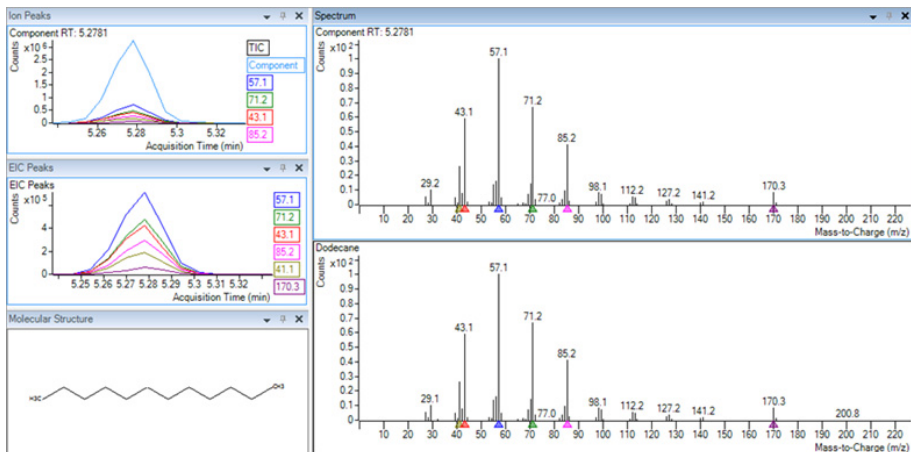 Ion Peaks
Component RT: 5.2781
Counts
x10 6
2.5
2
1.5
1
0.5
0
5.26 5.28 5.3 5.32
Acquisition Time (min)
TIC
Component
57.1
71.2
43.1
85.2
EIC Peaks
EIC Peaks
Counts
x10 5
6
4
2
0
5.25 5.26 5.27 5.28 5.29 5.3 5.31 5.32
Acquisition Time (min)
57.1
71.2
43.1
85.2
41.1
170.3
Molecular Structure
H3C
CH3
Spectrum
Component RT: 5.2781
Counts
x10 2
1
0.9
0.8
0.7
0.6
0.5
0.4
0.3
0.2
0.1
0
29.2 43.1 57.1 71.2 77.0 85.2 98.1 112.2 127.2 141.2 170.3
10 20 30 40 50 60 70 80 90 100 110 120 130 140 150 160 170 180 190 200 210 220
Mass-to-Charge (m/z)
Dodecane
Counts
x10 2
1
0.9
0.8
0.7
0.6
0.5
0.4
0.3
0.2
0.1
0
29.1 43.1 57.1 71.2 77.0 85.2 98.1 112.2 127.2 141.2 170.3 200.8
10 20 30 40 50 60 70 80 90 100 110 120 130 140 150 160 170 180 190 200 210 220
Mass-to-Charge (m/z)